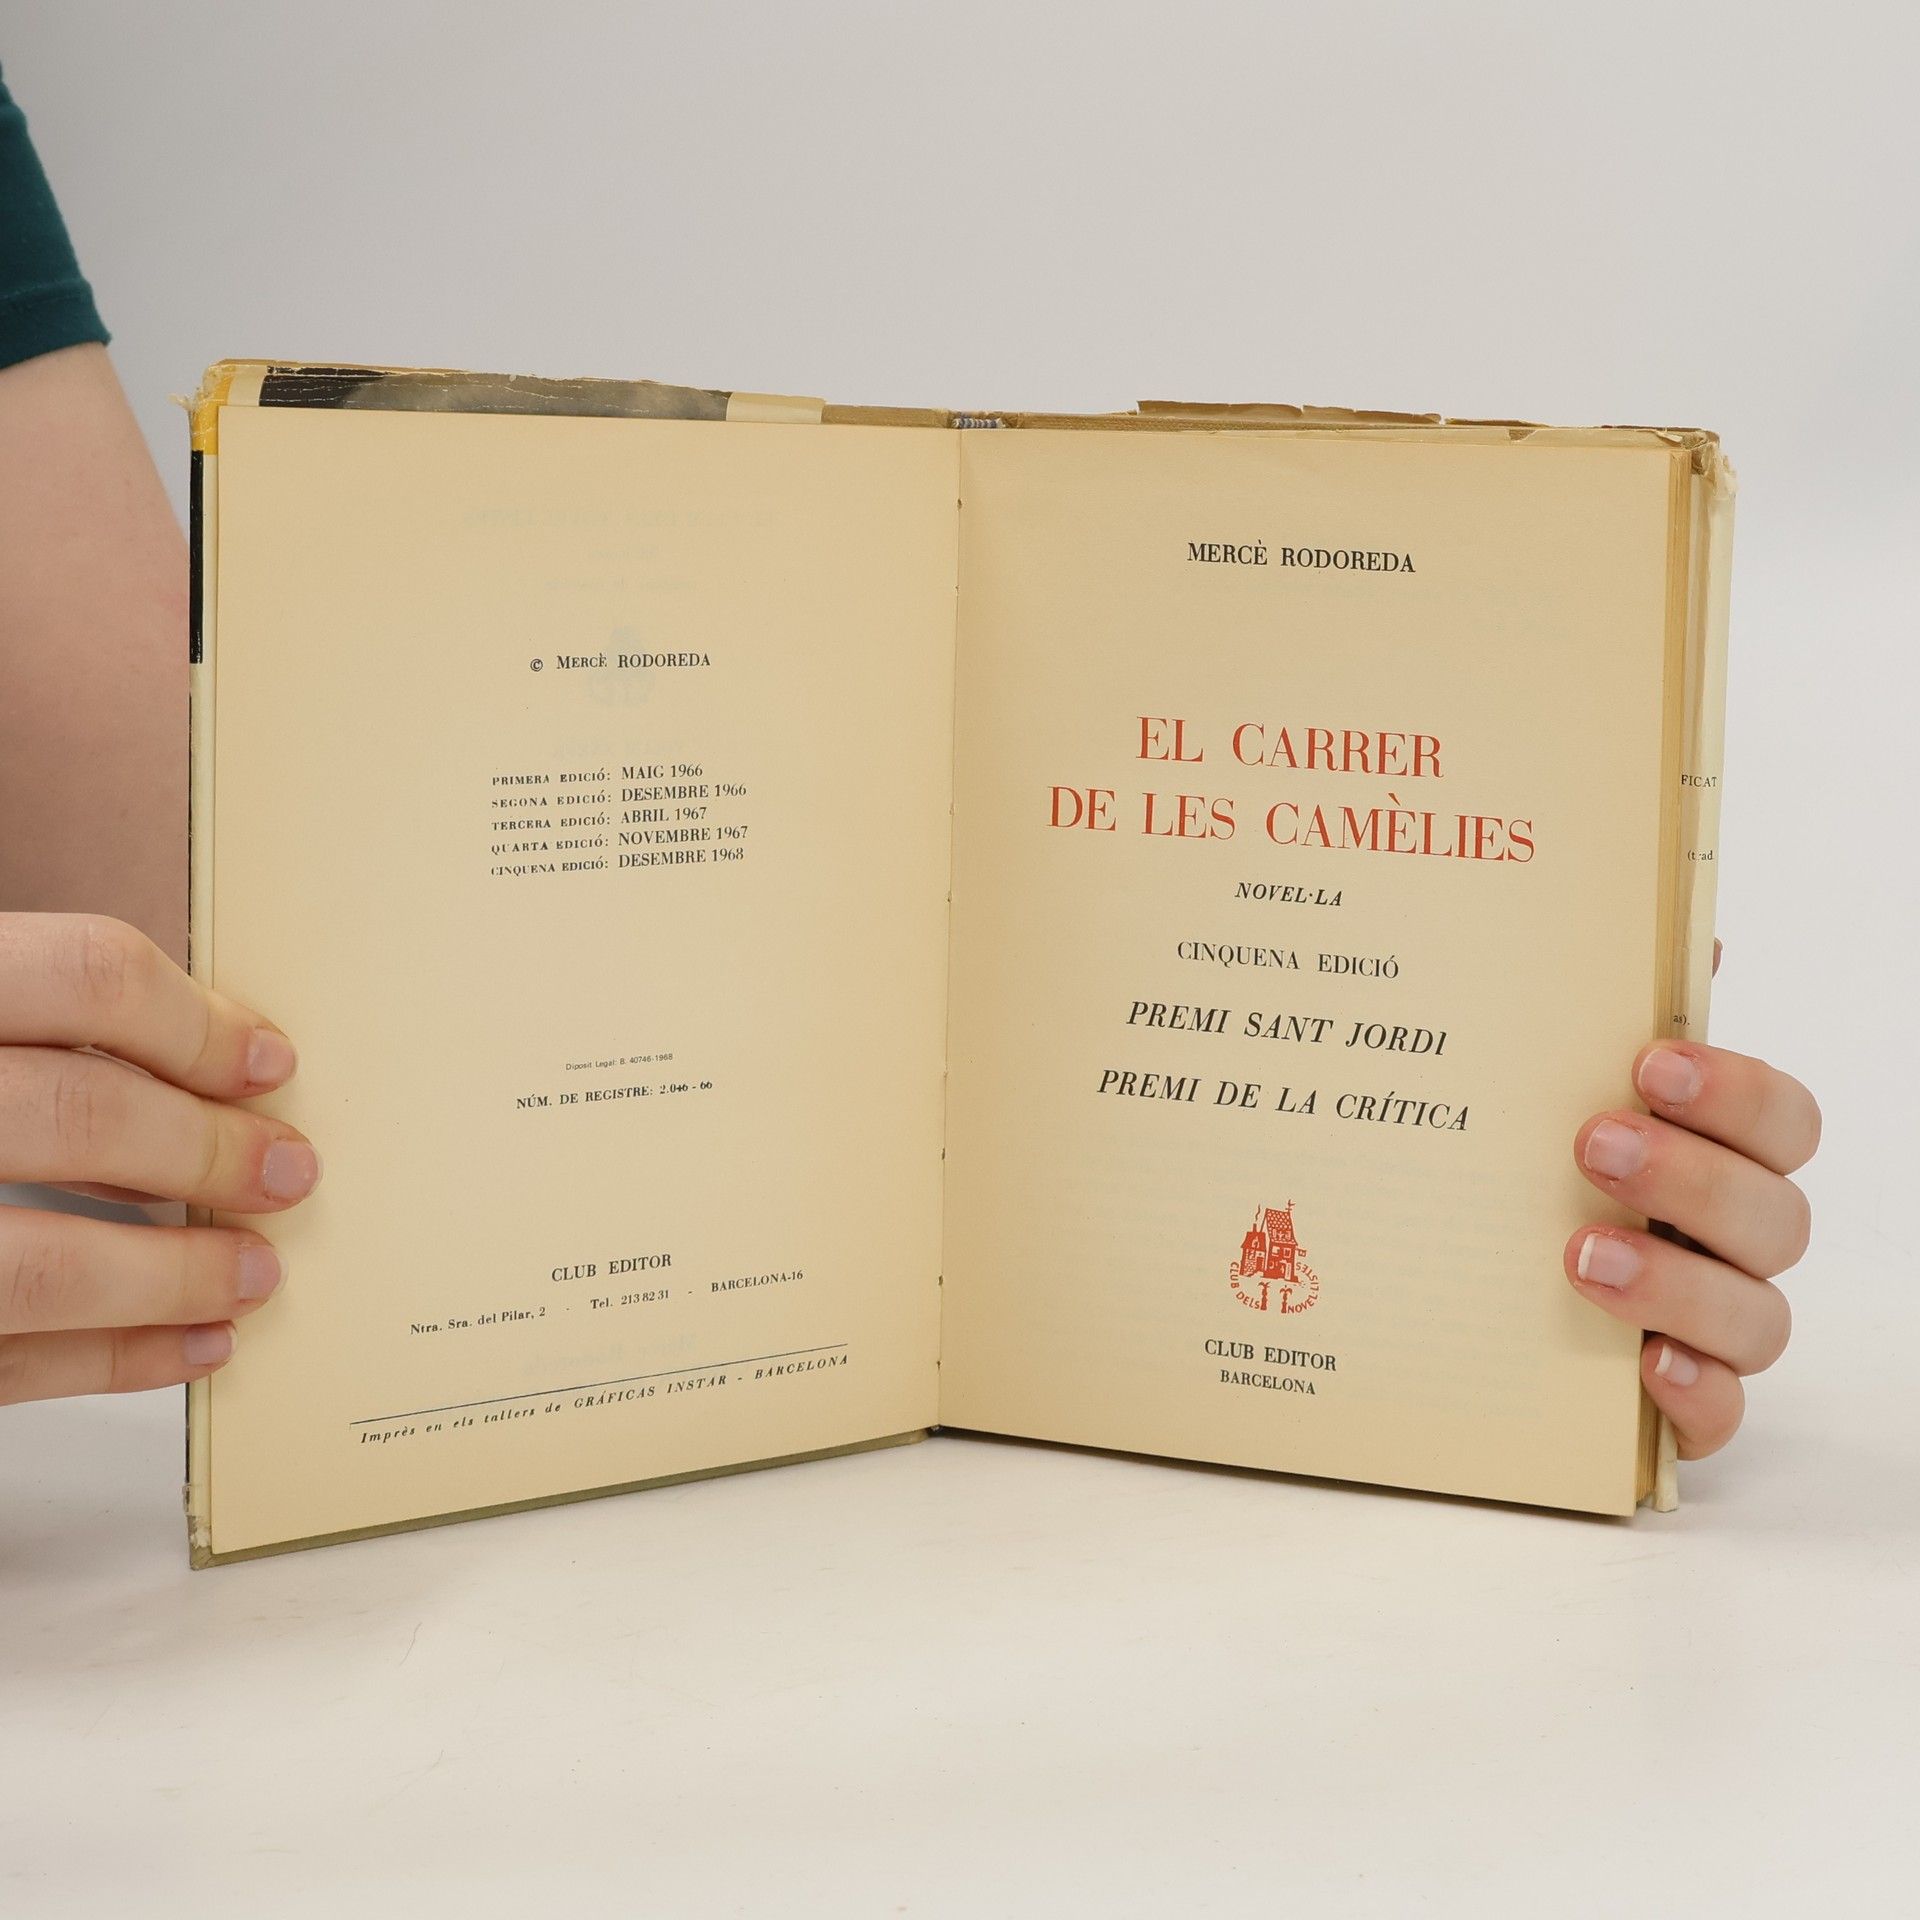 © MERCÈ RODOREDA
PRIMERA EDICIÓ: MAIG 1966
SEGONA EDICIÓ: DESEMBRE 1966
TERCERA EDICIÓ: ABRIL 1967
QUARTA EDICIÓ: NOVEMBRE 1967
CINQUENA EDICIÓ: DESEMBRE 1968
Diposit Legal: B. 40746-1968
NÚM. DE REGISTRE: 2.046 - 66
CLUB EDITOR
Ntra. Sra. del Pilar, 2 - Tel. 213 82 31 - BARCELONA-16
Imprès en els tallers de GRÁFICAS INSTAR - BARCELONA
MERCÈ RODOREDA
EL CARRER
DE LES CAMÈLIES
NOVEL·LA
CINQUENA EDICIÓ
PREMI SANT JORDI
PREMI DE LA CRÍTICA
CLUB DELS NOVEL·LISTES
CLUB EDITOR
BARCELONA
FICAT
(trad.
as).